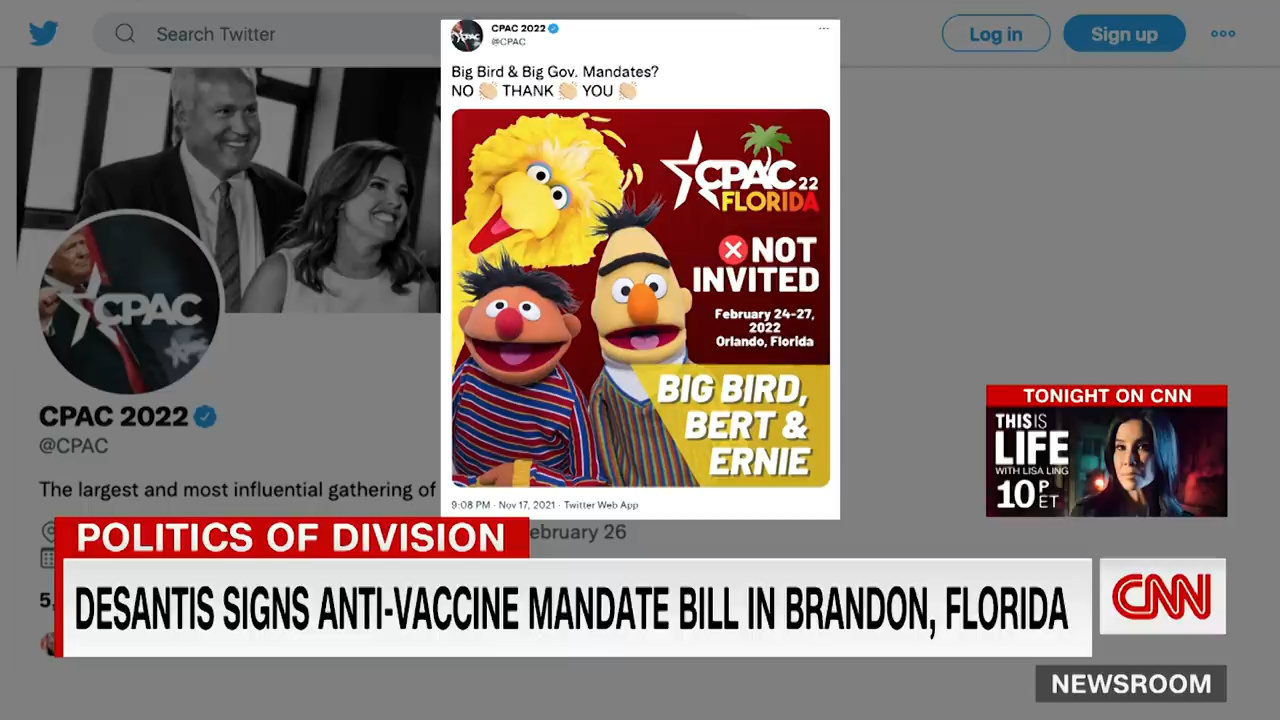 Search Twitter
Log in
Sign up
CPAC 2022
@CPAC
Big Bird & Big Gov. Mandates?
NO 👏🏻 THANK 👏🏻 YOU 👏🏻
CPAC 22
FLORIDA
NOT
INVITED
February 24-27,
2022
Orlando, Florida
BIG BIRD,
BERT &
ERNIE
9:08 PM · Nov 17, 2021 · Twitter Web App
CPAC
CPAC 2022
@CPAC
The largest and most influential gathering of
ebruary 26
5,
TONIGHT ON CNN
THIS IS
LIFE
WITH LISA LING
10 P ET
POLITICS OF DIVISION
DESANTIS SIGNS ANTI-VACCINE MANDATE BILL IN BRANDON, FLORIDA
CNN
NEWSROOM